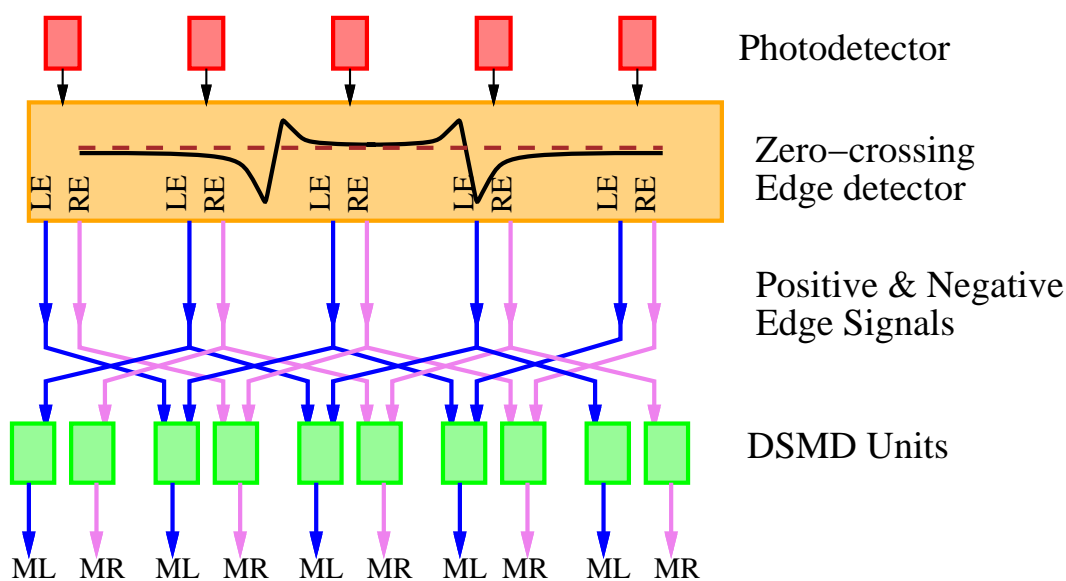 Photodetector
Zero−crossing
Edge detector
LE RE LE RE LE RE LE RE LE RE
Positive & Negative
Edge Signals
DSMD Units
ML MR ML MR ML MR ML MR ML MR